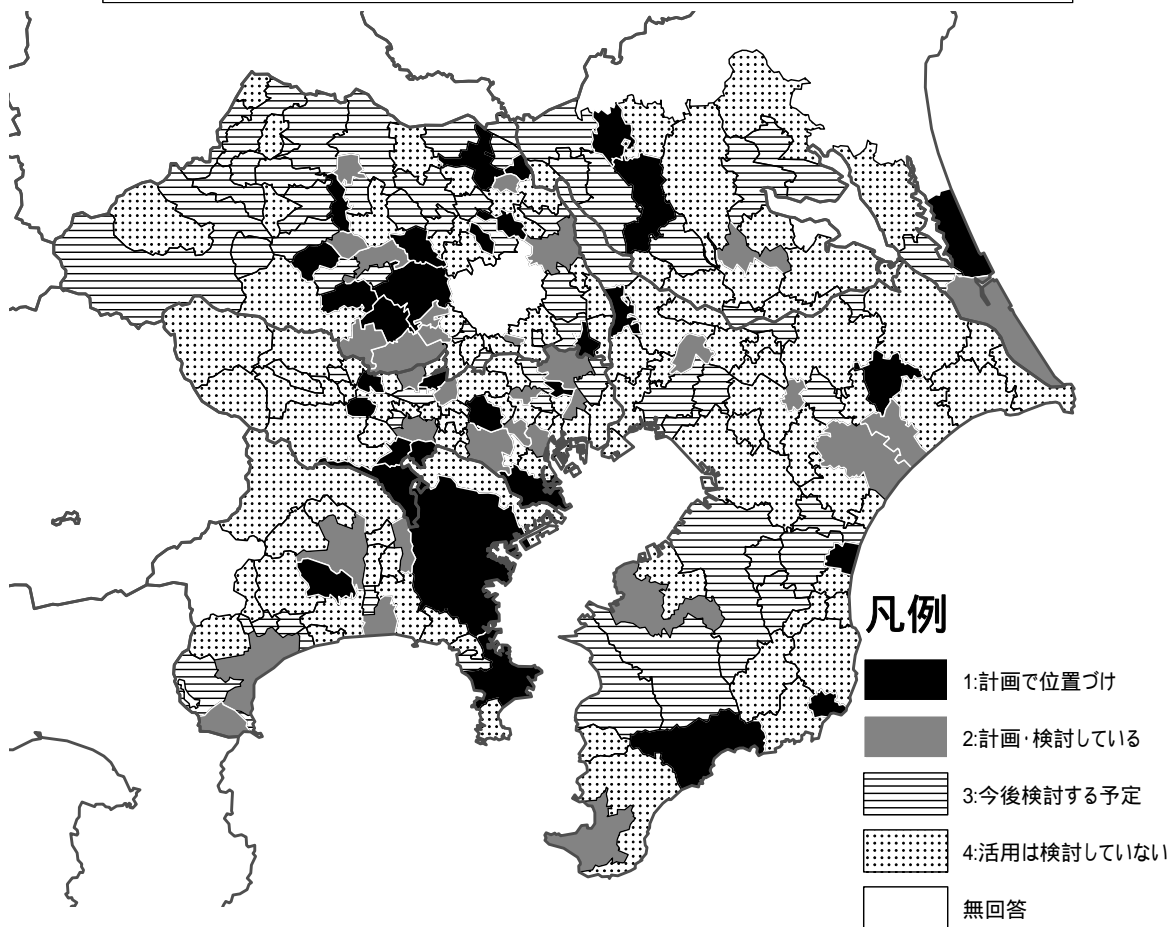 凡例
1:計画で位置づけ
2:計画・検討している
3:今後検討する予定
4:活用は検討していない
無回答